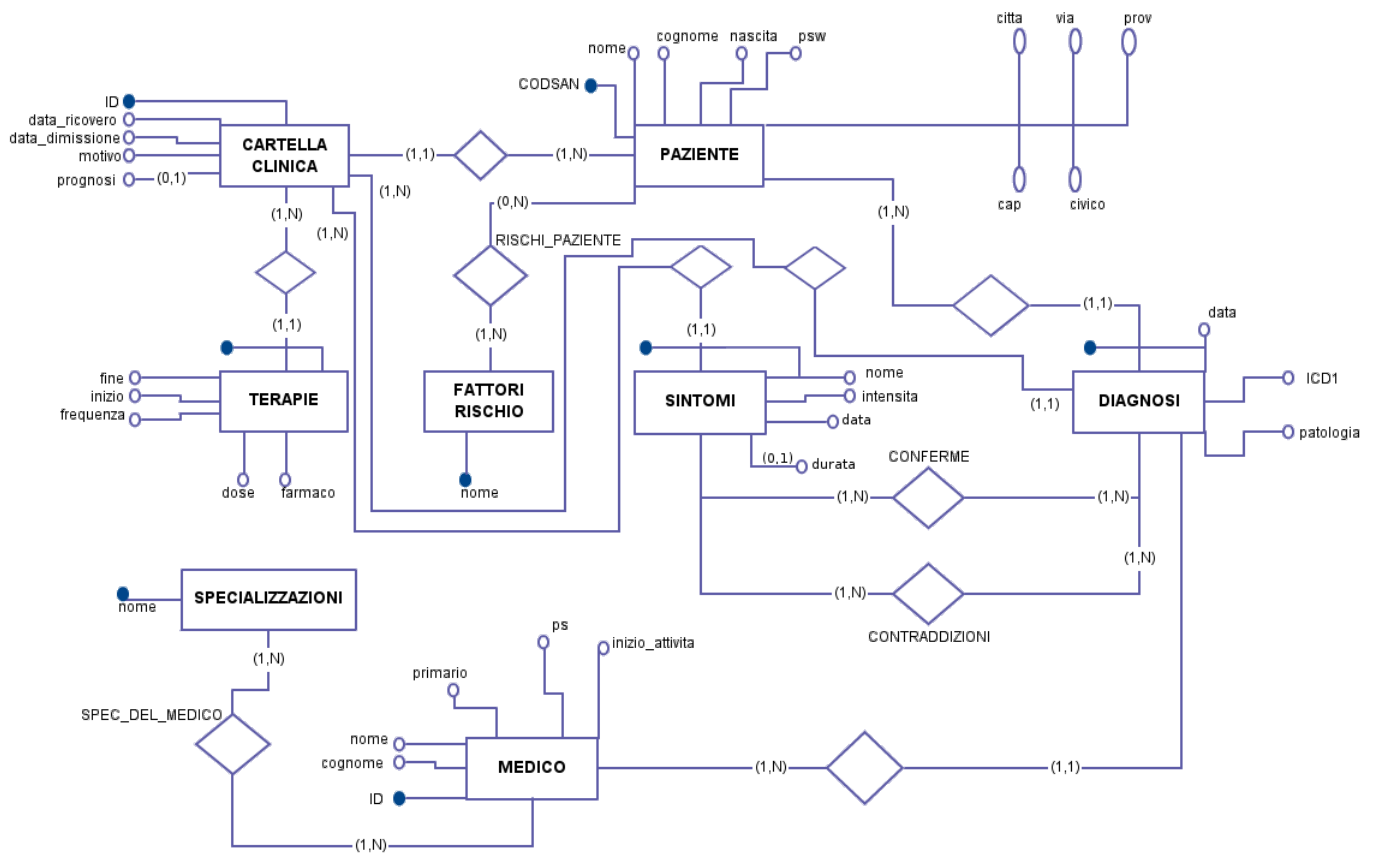 citta
via
prov
cognome
nascita
psw
nome
CODSAN
ID
data_ricovero
data_dimissione
motivo
prognosi
(0,1)
CARTELLA
CLINICA
(1,1)
(1,N)
PAZIENTE
(1,N)
(0,N)
(1,N)
cap
civico
(1,N)
(1,N)
RISCHI_PAZIENTE
(1,1)
(1,N)
(1,1)
(1,1)
data
fine
inizio
frequenza
TERAPIE
FATTORI
RISCHIO
SINTOMI
nome
intensita
data
(0,1)
durata
(1,1)
DIAGNOSI
ICD1
patologia
dose
farmaco
nome
CONFERME
(1,N)
(1,N)
(1,N)
(1,N)
CONTRADDIZIONI
nome
SPECIALIZZAZIONI
(1,N)
SPEC_DEL_MEDICO
ps
inizio_attivita
primario
nome
cognome
ID
MEDICO
(1,N)
(1,1)
(1,N)